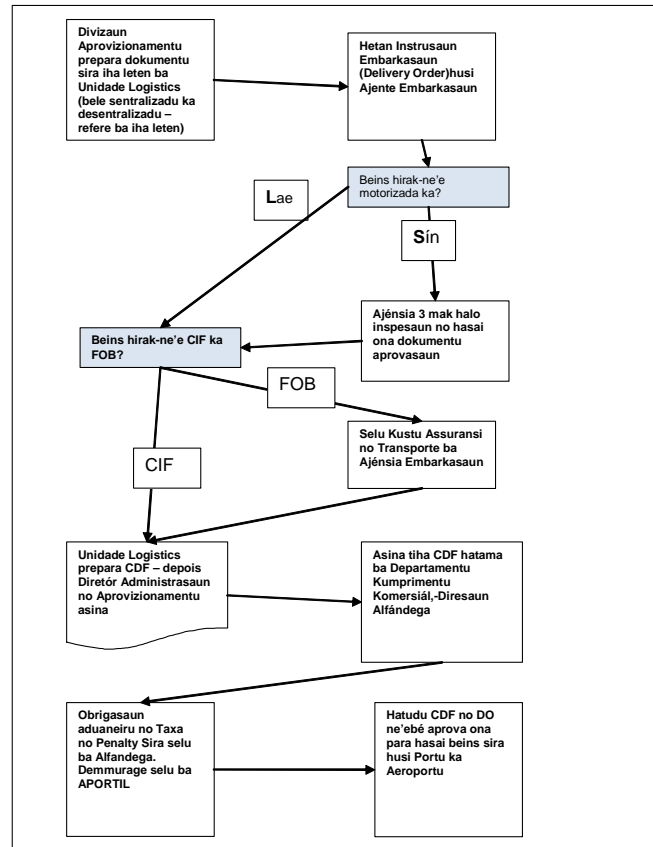 Divizaun
Aprovizionamentu
prepara dokumentu
sira iha leten ba
Unidade Logistics
(bele sentralizadu ka
desentralizadu –
refere ba iha leten)
Hetan Instrusaun
Embarkasaun
(Delivery Order)husi
Ajente Embarkasaun
Beins hirak-ne'e
motorizada ka?
Lae
Sín
Ajénsia 3 mak halo
inspesaun no hasai
ona dokumentu
aprovasaun
Beins hirak-ne'e CIF ka
FOB?
FOB
Selu Kustu Assuransi
no Transporte ba
Ajénsia Embarkasaun
CIF
Unidade Logistics
prepara CDF – depois
Diretór Administrasaun
no Aprovizionamentu
asina
Asina tiha CDF hatama
ba Departamentu
Kumprimentu
Komersiál,-Diresaun
Alfándega
Obrigasaun
aduaneiru no Taxa
no Penalty Sira selu
ba Alfandega.
Demmurage selu ba
APORTIL
Hatudu CDF no DO
ne'ebé aprova ona
para hasai beins sira
husi Portu ka
Aeroportu